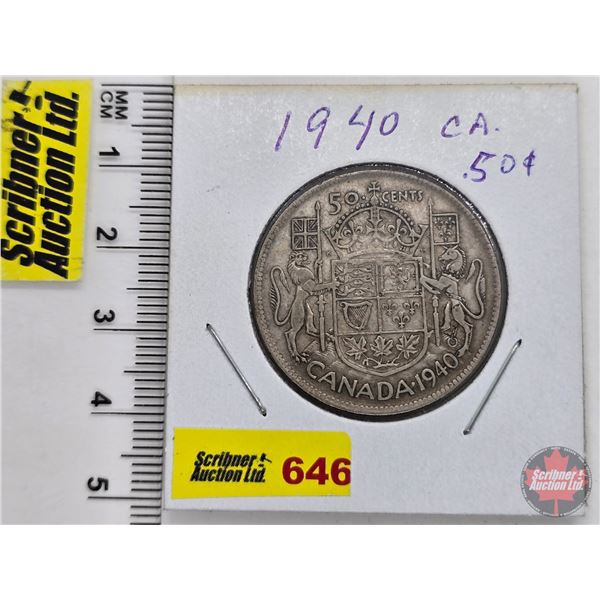 Scribner
Auction Ltd.
MM
CM
1
2
3
4
5
1940 CA.
.50¢
50 CENTS
CANADA·1940
Scribner
Auction Ltd.
646
Scribner
Auction Ltd.